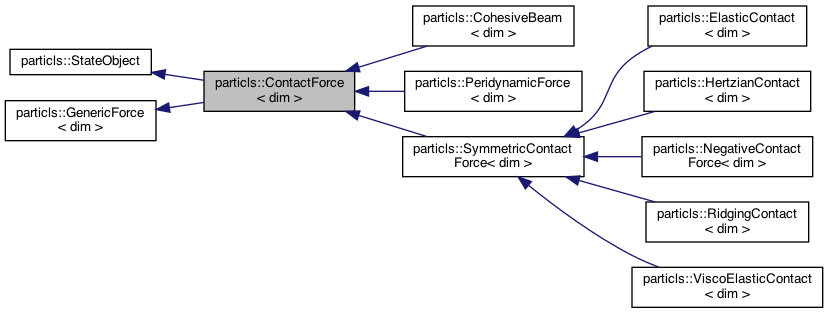 particls::StateObject
particls::GenericForce
< dim >
particls::ContactForce
< dim >
particls::CohesiveBeam
< dim >
particls::PeridynamicForce
< dim >
particls::SymmetricContact
Force< dim >
particls::ElasticContact
< dim >
particls::HertzianContact
< dim >
particls::NegativeContact
Force< dim >
particls::RidgingContact
< dim >
particls::ViscoElasticContact
< dim >